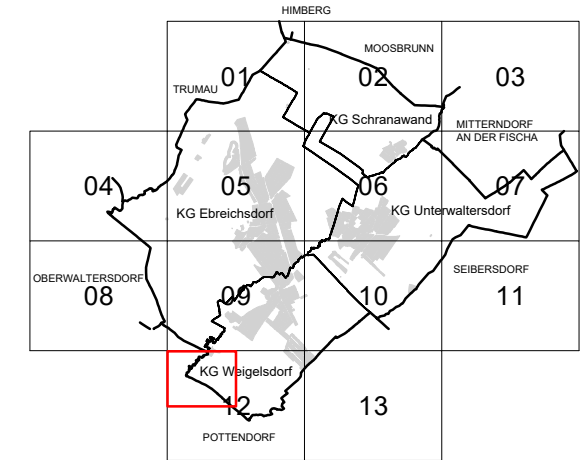 HIMBERG
MOOSBRUNN
01
02
03
TRUMAU
KG Schranawand
MITTERNDORF
AN DER FISCHA
04
05
06
07
KG Ebreichsdorf
KG Unterwaltersdorf
OBERWALTERSDORF
SEIBERSDORF
08
09
10
11
KG Weigelsdorf
12
13
POTTENDORF